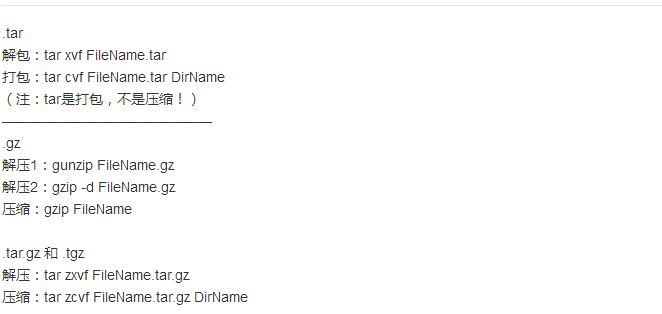 .tar
解包：tar xvf FileName.tar
打包：tar cvf FileName.tar DirName
（注：tar是打包，不是压缩！）
———————————————
.gz
解压1：gunzip FileName.gz
解压2：gzip -d FileName.gz
压缩：gzip FileName
.tar.gz 和 .tgz
解压：tar zxvf FileName.tar.gz
压缩：tar zcvf FileName.tar.gz DirName